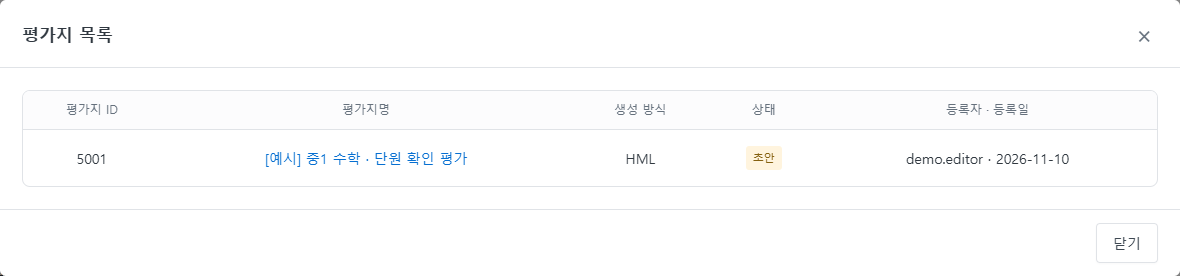 평가지 목록
×
평가지 ID 평가지명 생성 방식 상태 등록자 · 등록일
5001 [예시] 중1 수학 · 단원 확인 평가 HML 초안 demo.editor · 2026-11-10
닫기